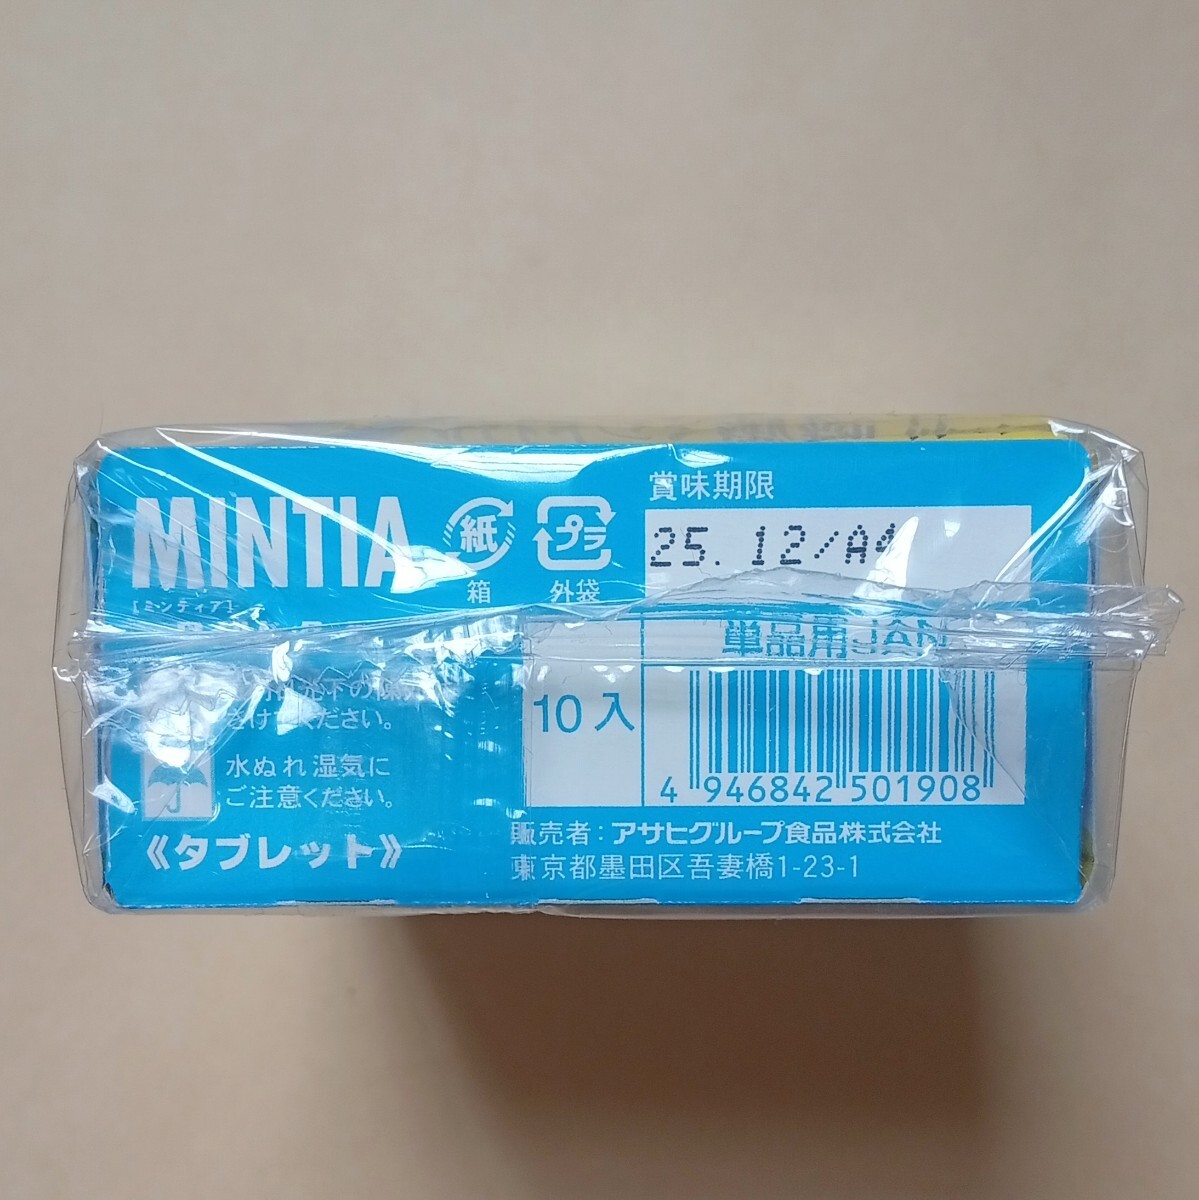 MINTIA
[ミンティア]
紙
箱
プラ
外袋
賞味期限
25. 12/A4
単品用JAN
10入
4 946842 501908
さけてください。
水ぬれ湿気に
ご注意ください。
《タブレット》
販売者:アサヒグループ食品株式会社
東京都墨田区吾妻橋1-23-1